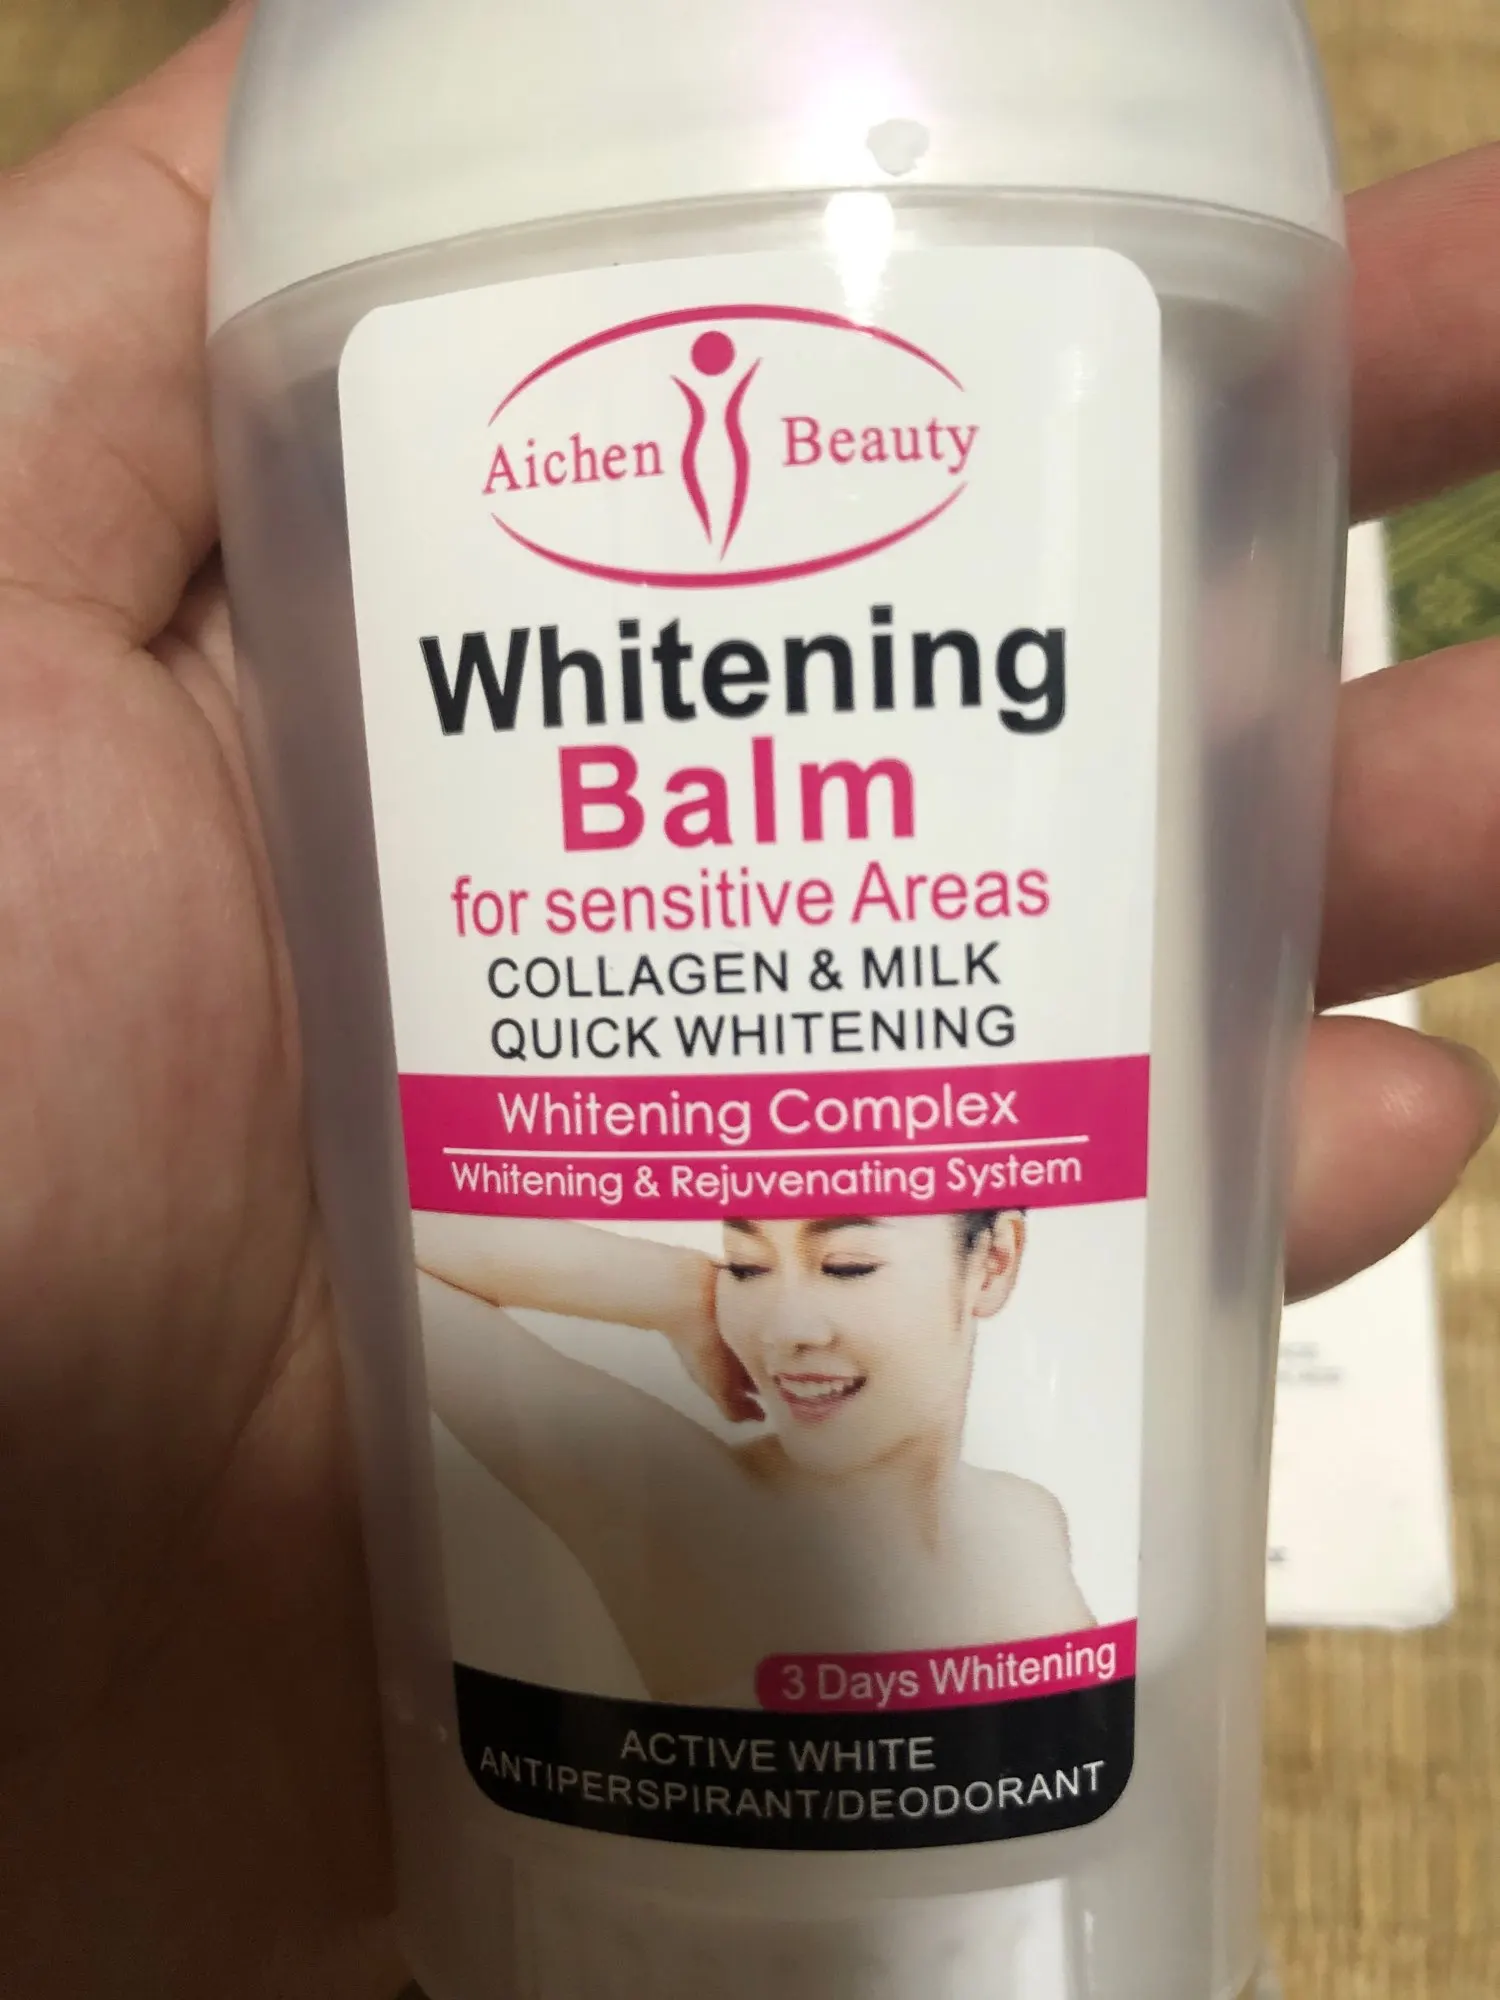 Aichen Beauty
Whitening
Balm
for sensitive Areas
COLLAGEN & MILK
QUICK WHITENING
Whitening Complex
Whitening & Rejuvenating System
3 Days Whitening
ACTIVE WHITE
ANTIPERSPIRANT/DEODORANT